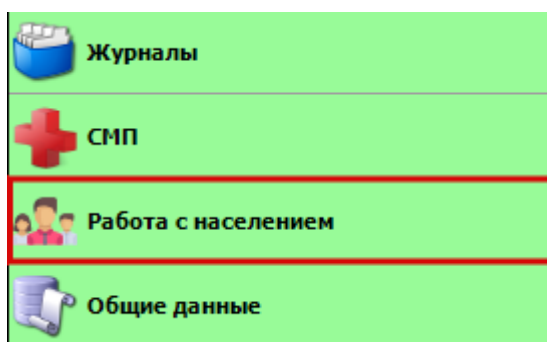 Журналы
СМП
Работа с населением
Общие данные